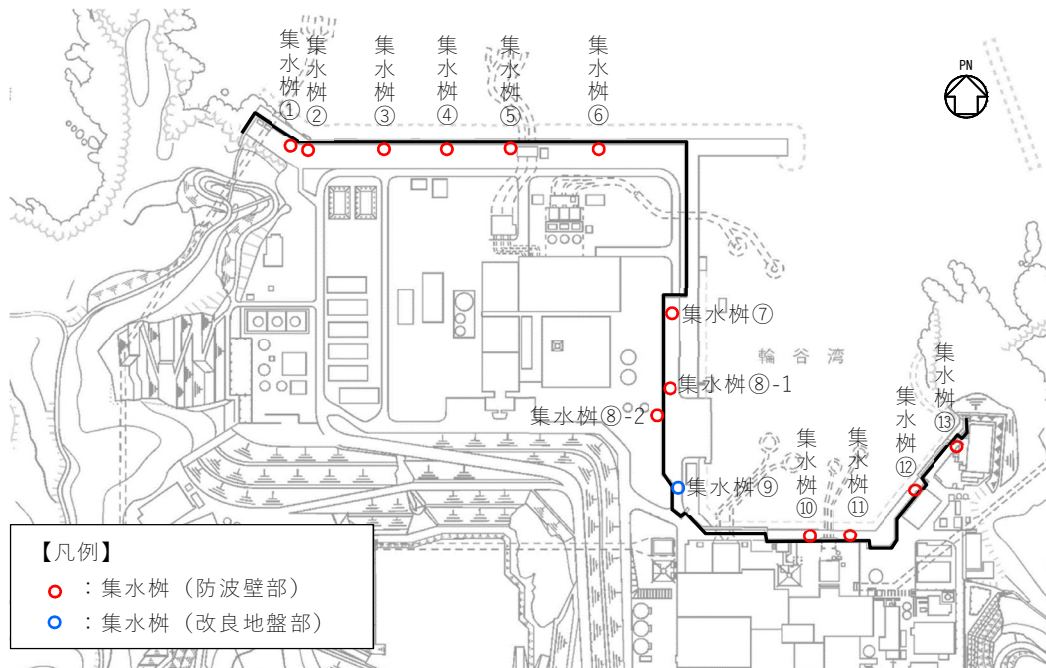 集水桝①
集水桝②
集水桝③
集水桝④
集水桝⑤
集水桝⑥
PN
集水桝⑦
輪谷湾
集水桝⑧-1
集水桝⑧-2
集水桝⑨
集水桝⑩
集水桝⑪
集水桝⑫
集水桝⑬
【凡例】
：集水桝（防波壁部）
：集水桝（改良地盤部）